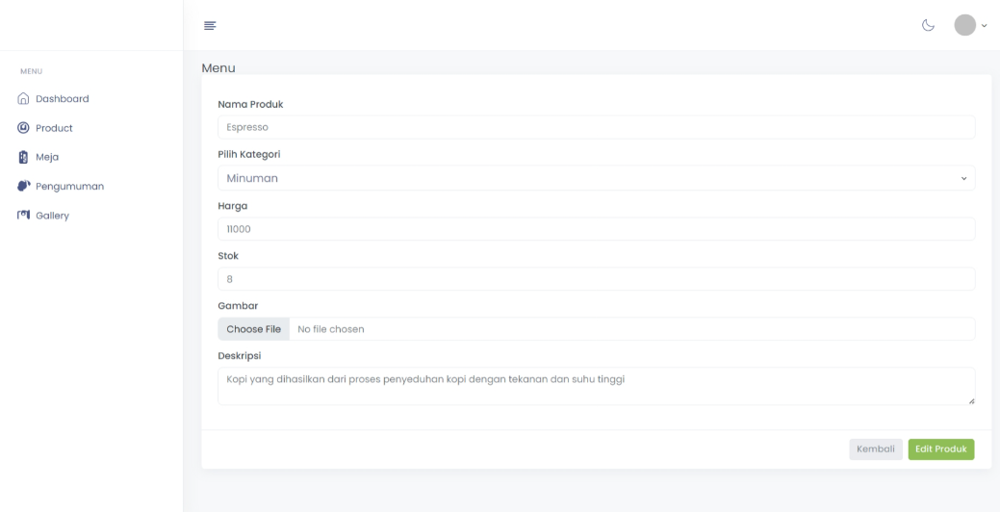 MENU
Dashboard
Product
Meja
Pengumuman
Gallery
Menu
Nama Produk
Espresso
Pilih Kategori
Minuman
Harga
11000
Stok
8
Gambar
Choose File No file chosen
Deskripsi
Kopi yang dihasilkan dari proses penyeduhan kopi dengan tekanan dan suhu tinggi
Kembali Edit Produk